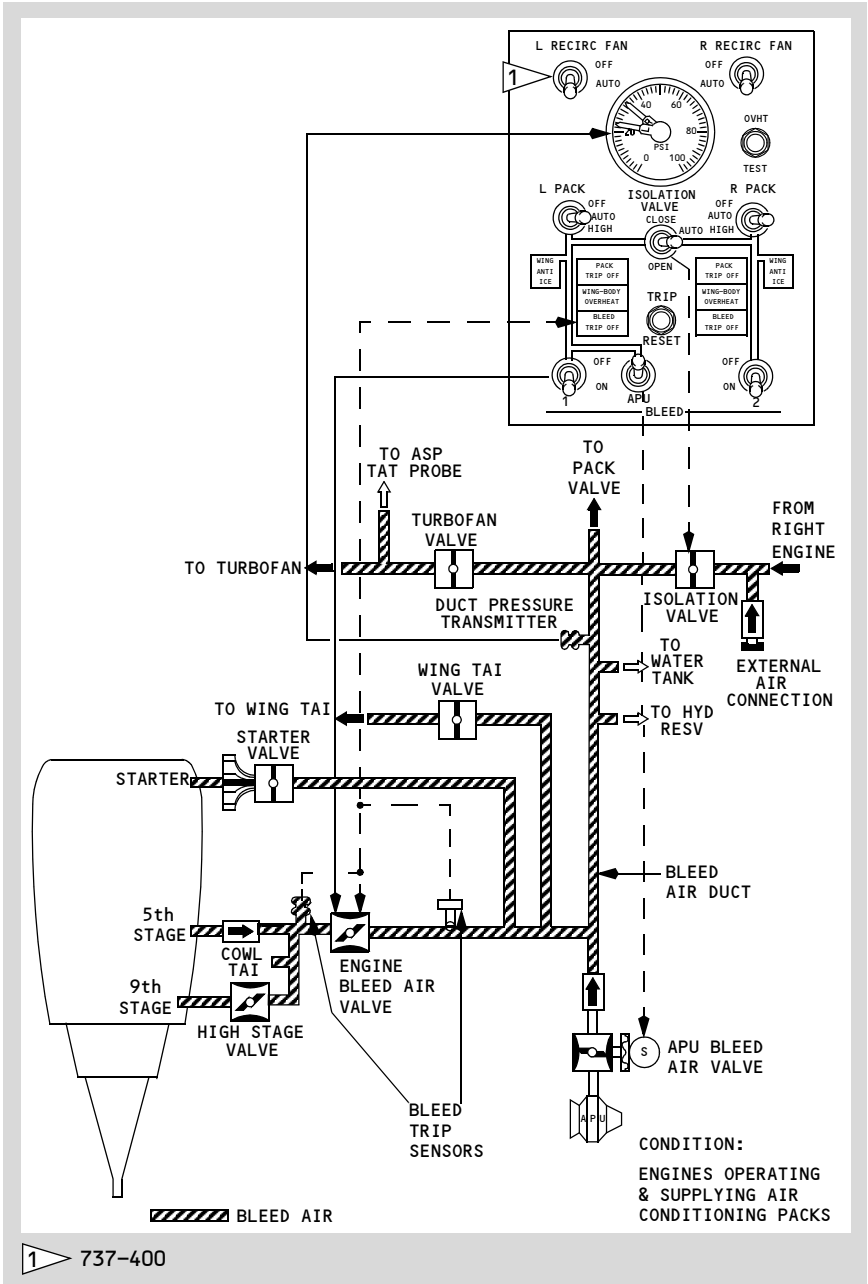 L RECIRC FAN
R RECIRC FAN
OFF
AUTO
OFF
AUTO
1
20
40
60
80
PSI
0
100
OVHT
TEST
L PACK
R PACK
OFF
AUTO
HIGH
ISOLATION
VALVE
CLOSE
AUTO
OPEN
OFF
AUTO
HIGH
WING
ANTI
ICE
PACK
TRIP OFF
WING-BODY
OVERHEAT
BLEED
TRIP OFF
TRIP
RESET
PACK
TRIP OFF
WING-BODY
OVERHEAT
BLEED
TRIP OFF
WING
ANTI
ICE
OFF
ON
1
APU
OFF
ON
2
BLEED
TO ASP
TAT PROBE
TO
PACK
VALVE
FROM
RIGHT
ENGINE
TURBOFAN
VALVE
TO TURBOFAN
DUCT PRESSURE
TRANSMITTER
ISOLATION
VALVE
TO
WATER
TANK
EXTERNAL
AIR
CONNECTION
WING TAI
VALVE
TO WING TAI
TO HYD
RESV
STARTER
VALVE
STARTER
BLEED
AIR DUCT
5th
STAGE
COWL
TAI
9th
STAGE
HIGH STAGE
VALVE
ENGINE
BLEED AIR
VALVE
S
APU BLEED
AIR VALVE
APU
BLEED
TRIP
SENSORS
CONDITION:
ENGINES OPERATING
& SUPPLYING AIR
CONDITIONING PACKS
BLEED AIR
1 737-400